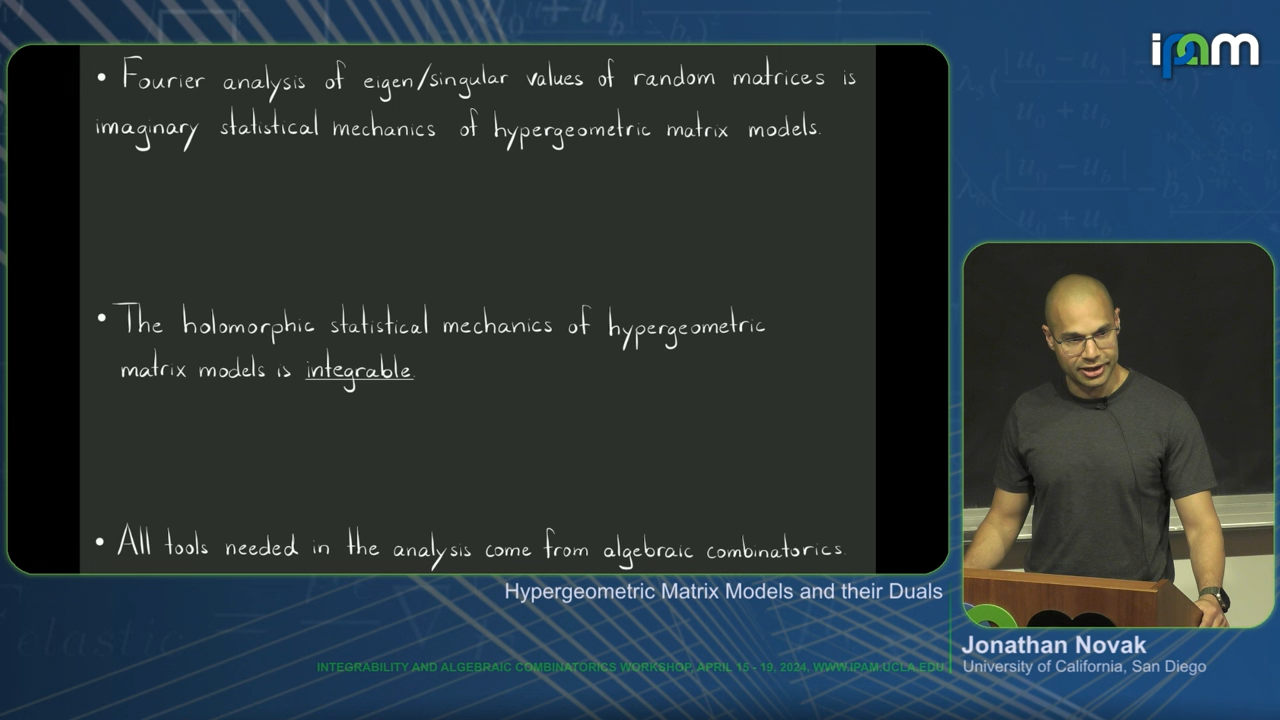 ipam
• Fourier analysis of eigen/singular values of random matrices is
imaginary statistical mechanics of hypergeometric matrix models.
• The holomorphic statistical mechanics of hypergeometric
matrix models is integrable.
• All tools needed in the analysis come from algebraic combinatorics.
Hypergeometric Matrix Models and their Duals
Jonathan Novak
University of California, San Diego
INTEGRABILITY AND ALGEBRAIC COMBINATORICS WORKSHOP, APRIL 15 - 19, 2024, WWW.IPAM.UCLA.EDU
elastic